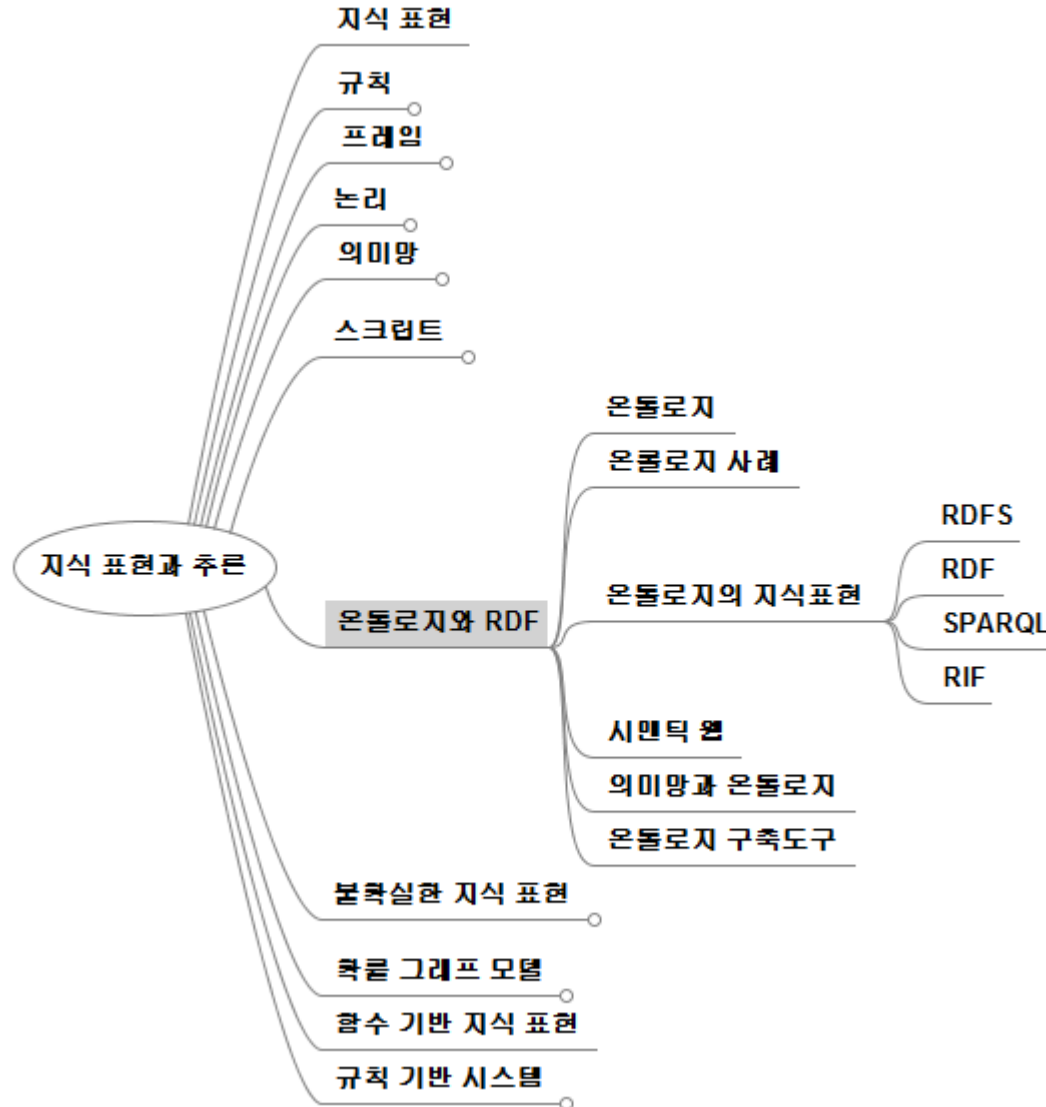 지식 표현
규칙
프레임
논리
의미망
스크립트
온톨로지
온톨로지 사례
RDFS
RDF
지식 표현과 추론
온톨로지와 RDF
온톨로지의 지식표현
SPARQL
RIF
시멘틱 웹
의미망과 온톨로지
온톨로지 구축도구
불확실한 지식 표현
확률 그래프 모델
함수 기반 지식 표현
규칙 기반 시스템